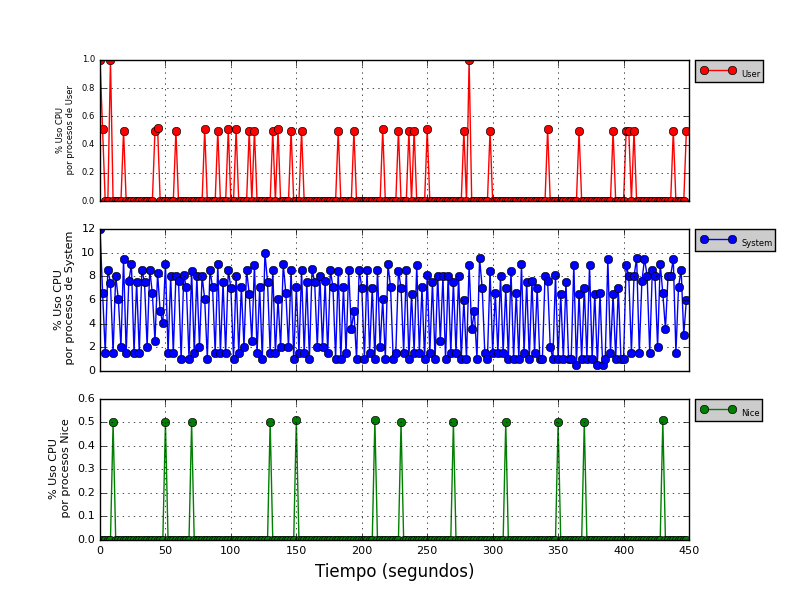 1.0
0.8
0.6
0.4
0.2
0.0
% Uso CPU
por procesos de User
User
12
10
8
6
4
2
0
% Uso CPU
por procesos de System
System
0.6
0.5
0.4
0.3
0.2
0.1
0.0
% Uso CPU
por procesos Nice
Nice
0 50 100 150 200 250 300 350 400 450
Tiempo (segundos)